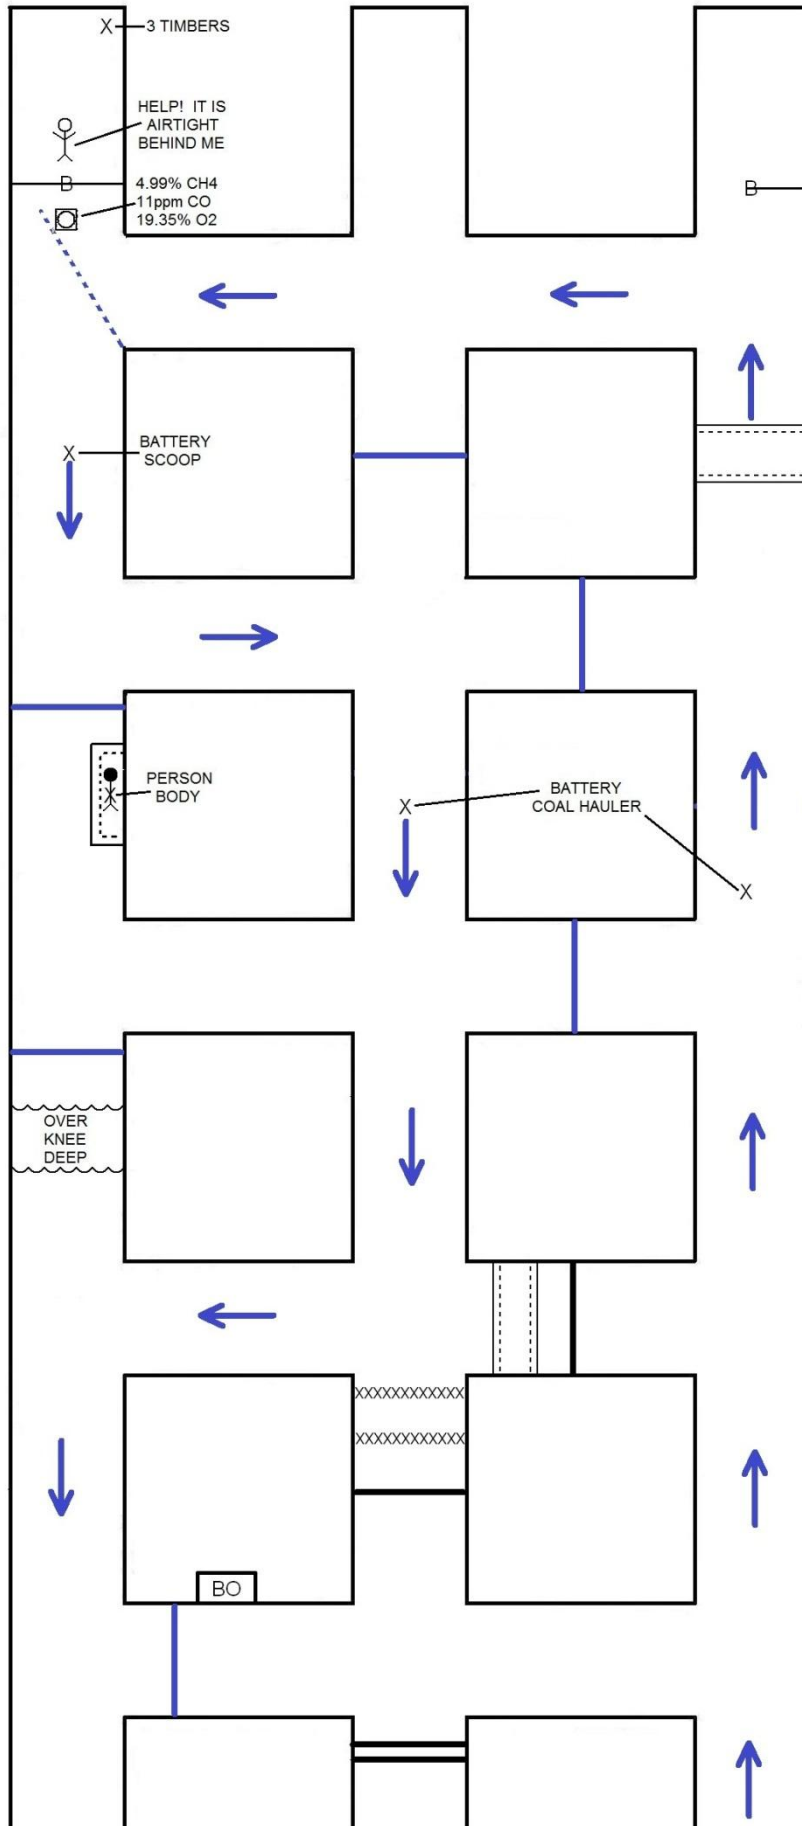 X 3 TIMBERS
HELP! IT IS
AIRTIGHT
BEHIND ME
B
4.99% CH4
11ppm CO
19.35% O2
B
X
BATTERY
SCOOP
PERSON
BODY
X
X
BATTERY
COAL HAULER
X
OVER
KNEE
DEEP
XXXXXXXXXXXX
XXXXXXXXXXXX
BO